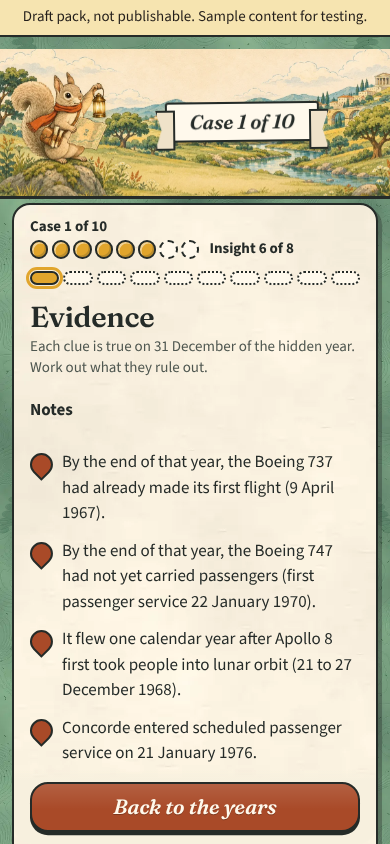 Draft pack, not publishable. Sample content for testing.
Case 1 of 10
Case 1 of 10
Insight 6 of 8
Evidence
Each clue is true on 31 December of the hidden year.
Work out what they rule out.
Notes
By the end of that year, the Boeing 737
had already made its first flight (9 April
1967).
By the end of that year, the Boeing 747
had not yet carried passengers (first
passenger service 22 January 1970).
It flew one calendar year after Apollo 8
first took people into lunar orbit (21 to 27
December 1968).
Concorde entered scheduled passenger
service on 21 January 1976.
Back to the years